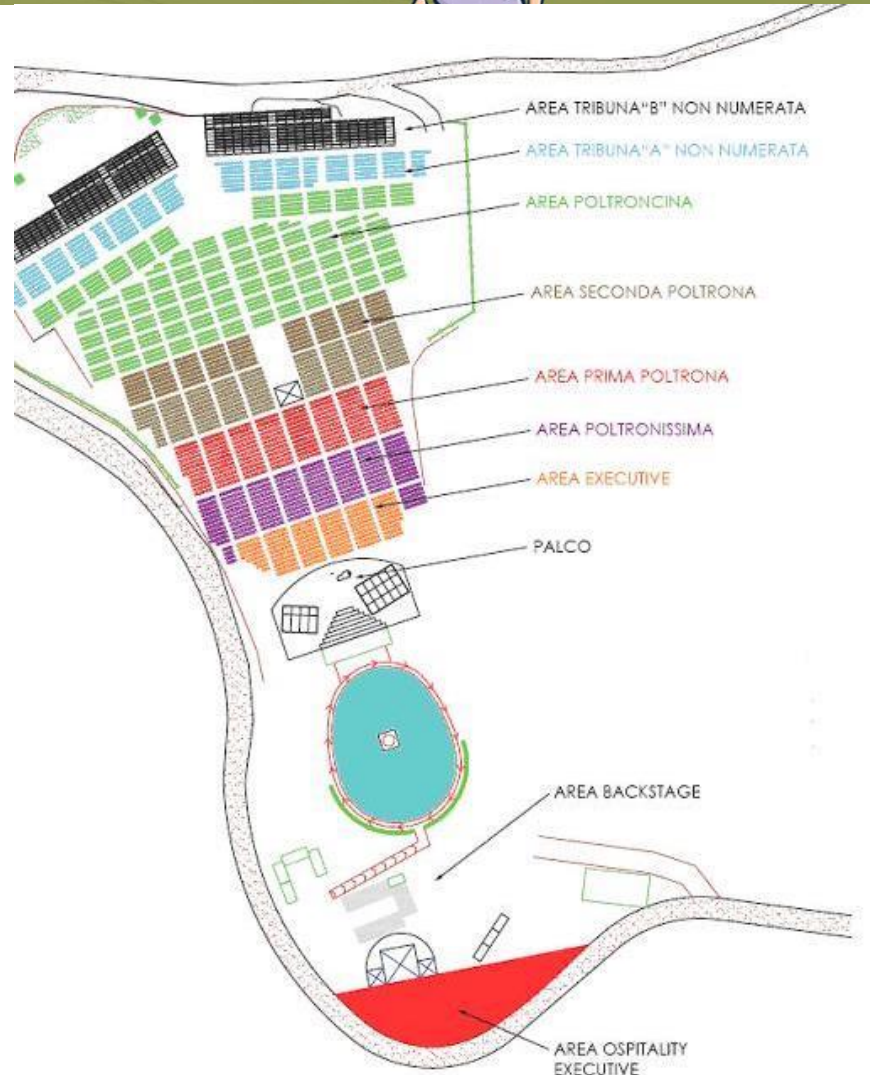 AREA TRIBUNA"B" NON NUMERATA
AREA TRIBUNA"A" NON NUMERATA
AREA POLTRONCINA
AREA SECONDA POLTRONA
AREA PRIMA POLTRONA
AREA POLTRONISSIMA
AREA EXECUTIVE
PALCO
AREA BACKSTAGE
AREA OSPITALITY
EXECUTIVE